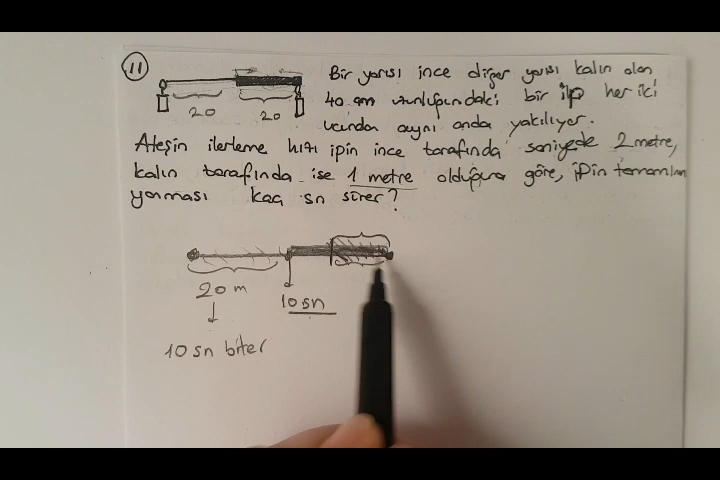 11
Bir yarısı ince diğer yarısı kalın olan
40 cm uzunluğundaki bir ip her iki
20 20
ucundan aynı anda yakılıyor.
Ateşin ilerleme hızı ipin ince tarafında saniyede 2 metre,
kalın tarafında ise 1 metre olduğuna göre, ipin tamamının
yanması kaç sn sürer?
20 m
10 sn
10 sn biter